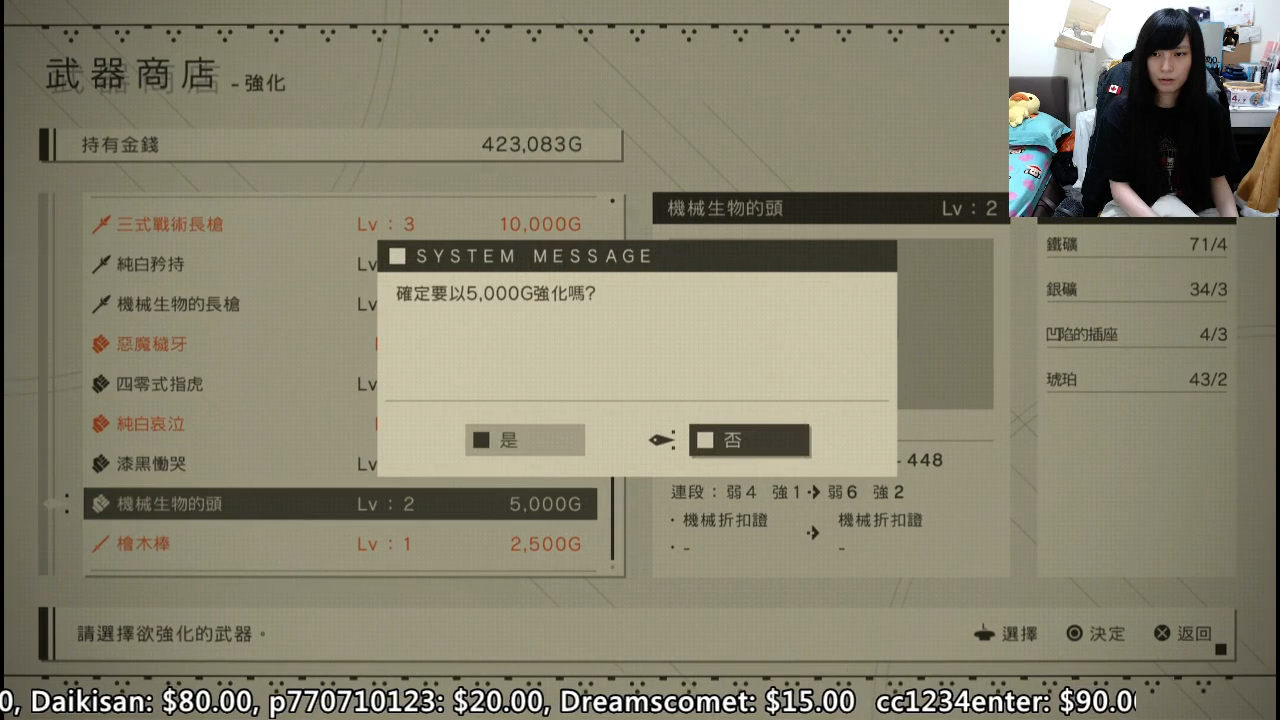 武器商店 - 強化
持有金錢 423,083G
三式戰術長槍 Lv : 3 10,000G
純白矜持 Lv
機械生物的長槍 Lv
惡魔穢牙
四零式指虎 Lv
純白哀泣
漆黑慟哭 Lv
機械生物的頭 Lv : 2 5,000G
檜木棒 Lv : 1 2,500G
SYSTEM MESSAGE
確定要以5,000G強化嗎?
是
否
機械生物的頭 Lv : 2
448
連段 : 弱4 強1 弱6 強2
・機械折扣證 機械折扣證
・- -
鐵礦 71/4
銀礦 34/3
凹陷的插座 4/3
琥珀 43/2
請選擇欲強化的武器。
選擇 決定 返回
0, Daikisan: $80.00, p770710123: $20.00, Dreamscomet: $15.00 cc1234enter: $90.0